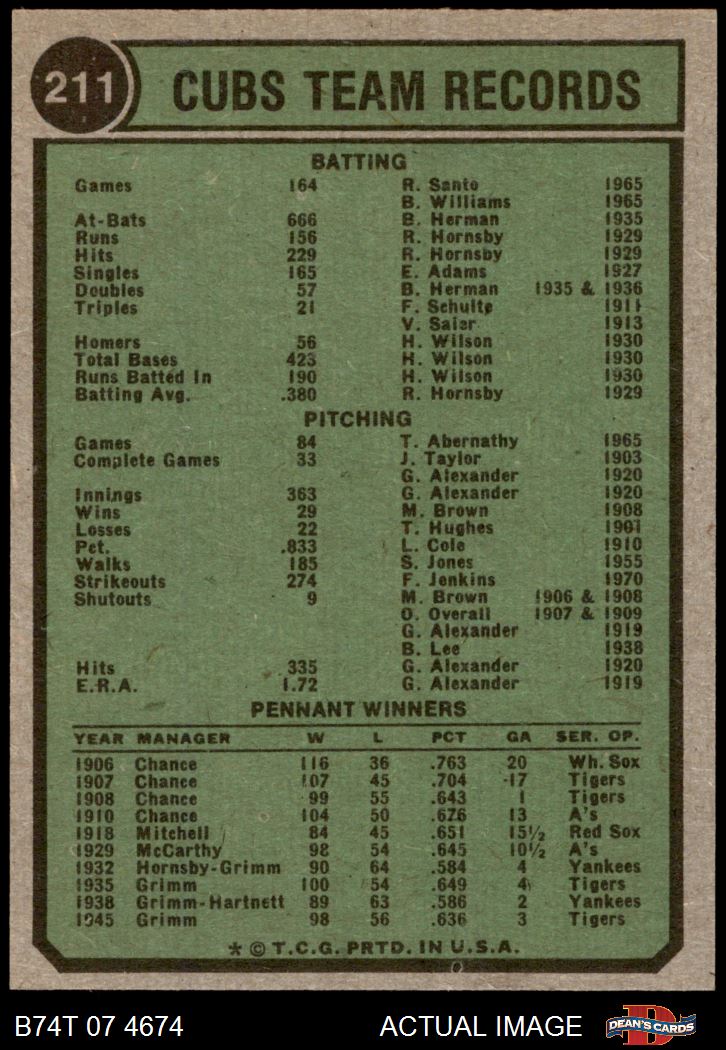 211 CUBS TEAM RECORDS
BATTING
Games 164 R. Santo 1965
B. Williams 1965
At-Bats 666 B. Herman 1935
Runs 156 R. Hornsby 1929
Hits 229 R. Hornsby 1929
Singles 165 E. Adams 1927
Doubles 57 B. Herman 1935 & 1936
Triples 21 F. Schulte 1911
V. Saier 1913
Homers 56 H. Wilson 1930
Total Bases 423 H. Wilson 1930
Runs Batted In 190 H. Wilson 1930
Batting Avg. .380 R. Hornsby 1929
PITCHING
Games 84 T. Abernathy 1965
Complete Games 33 J. Taylor 1903
G. Alexander 1920
Innings 363 G. Alexander 1920
Wins 29 M. Brown 1908
Losses 22 T. Hughes 1901
Pct. .833 L. Cole 1910
Walks 185 S. Jones 1955
Strikeouts 274 F. Jenkins 1970
Shutouts 9 M. Brown 1906 & 1908
O. Overall 1907 & 1909
G. Alexander 1919
B. Lee 1938
Hits 335 G. Alexander 1920
E.R.A. 1.72 G. Alexander 1919
PENNANT WINNERS
YEAR MANAGER W L PCT GA SER. OP.
1906 Chance 116 36 .763 20 Wh. Sox
1907 Chance 107 45 .704 17 Tigers
1908 Chance 99 55 .643 1 Tigers
1910 Chance 104 50 .676 13 A's
1918 Mitchell 84 45 .651 15½ Red Sox
1929 McCarthy 98 54 .645 10½ A's
1932 Hornsby-Grimm 90 64 .584 4 Yankees
1935 Grimm 100 54 .649 4 Tigers
1938 Grimm-Hartnett 89 63 .586 2 Yankees
1945 Grimm 98 56 .636 3 Tigers
* © T.C.G. PRTD. IN U.S.A.
B74T 07 4674 ACTUAL IMAGE DEAN'S CARDS